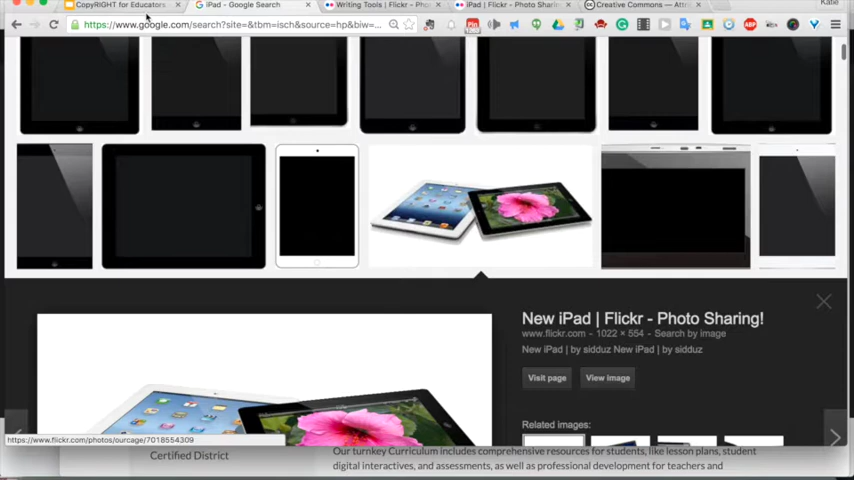 CopyRIGHT for Educators
iPad - Google Search
Writing Tools | Flickr - Pho
iPad | Flickr - Photo Sharing
Creative Commons — Att
Katie
https://www.google.com/search?site=&tbm=isch&source=hp&biw=...
New iPad | Flickr - Photo Sharing!
www.flickr.com - 1022 × 554 - Search by image
New iPad | by sidduz New iPad | by sidduz
Visit page
View image
Related images:
https://www.flickr.com/photos/ourcage/7018554309
Certified District
Our turnkey Curriculum includes comprehensive resources for students, like lesson plans, student
digital interactives, and assessments, as well as professional development for teachers and